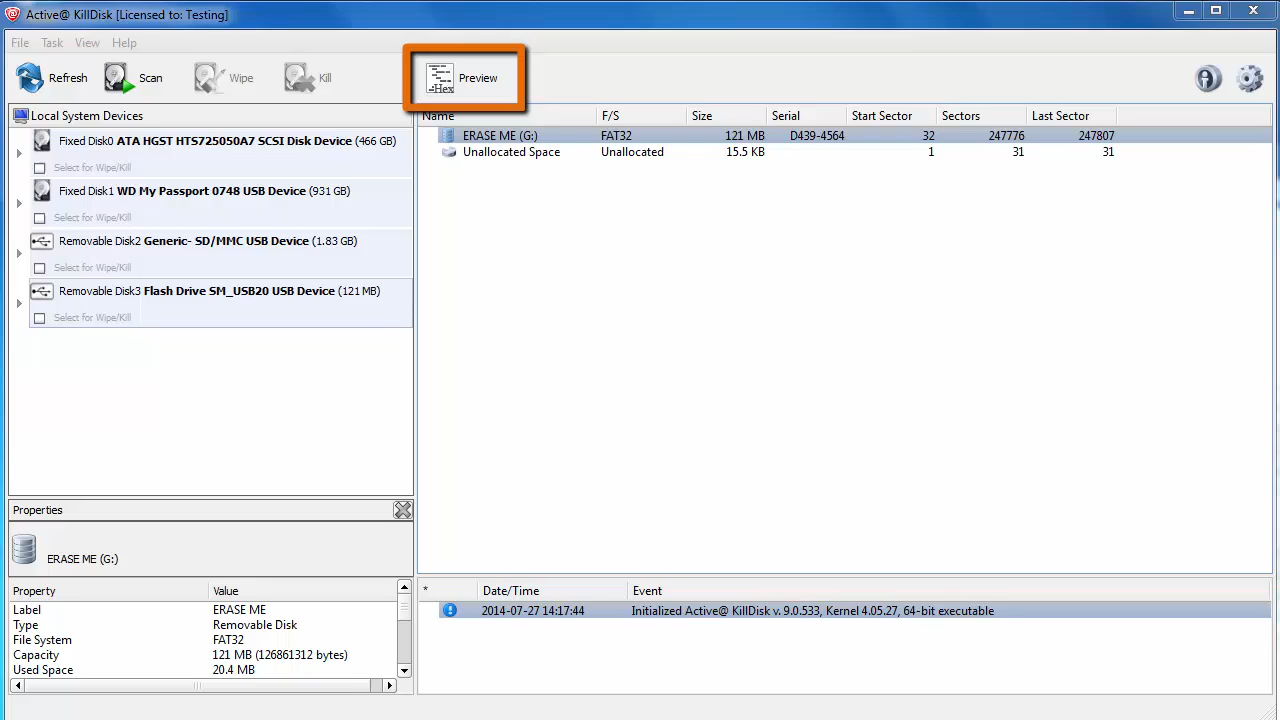 Active@ KillDisk [Licensed to: Testing]
File Task View Help
Refresh Scan Wipe Kill Preview
Hex
Local System Devices
Fixed Disk0 ATA HGST HTS725050A7 SCSI Disk Device (466 GB)
Select for Wipe/Kill
Fixed Disk1 WD My Passport 0748 USB Device (931 GB)
Select for Wipe/Kill
Removable Disk2 Generic- SD/MMC USB Device (1.83 GB)
Select for Wipe/Kill
Removable Disk3 Flash Drive SM_USB20 USB Device (121 MB)
Select for Wipe/Kill
Name F/S Size Serial Start Sector Sectors Last Sector
ERASE ME (G:) FAT32 121 MB D439-4564 32 247776 247807
Unallocated Space Unallocated 15.5 KB 1 31 31
Properties
ERASE ME (G:)
Property Value
Label ERASE ME
Type Removable Disk
File System FAT32
Capacity 121 MB (126861312 bytes)
Used Space 20.4 MB
* Date/Time Event
2014-07-27 14:17:44 Initialized Active@ KillDisk v. 9.0.533, Kernel 4.05.27, 64-bit executable